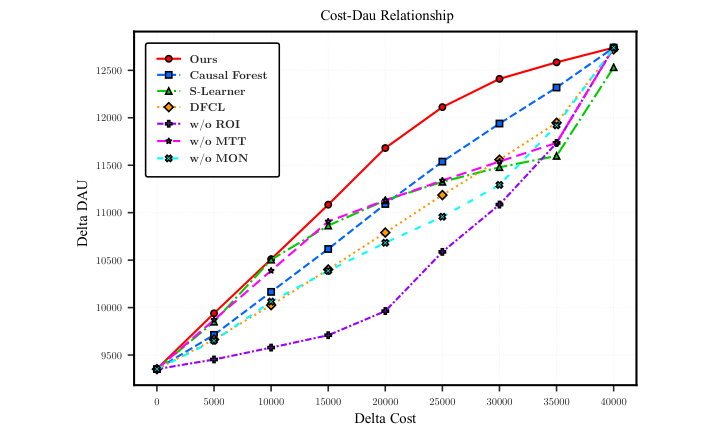 Cost-Dau Relationship
Ours
Causal Forest
S-Learner
DFCL
w/o ROI
w/o MTT
w/o MON
Delta DAU
12500
12000
11500
11000
10500
10000
9500
0 5000 10000 15000 20000 25000 30000 35000 40000
Delta Cost